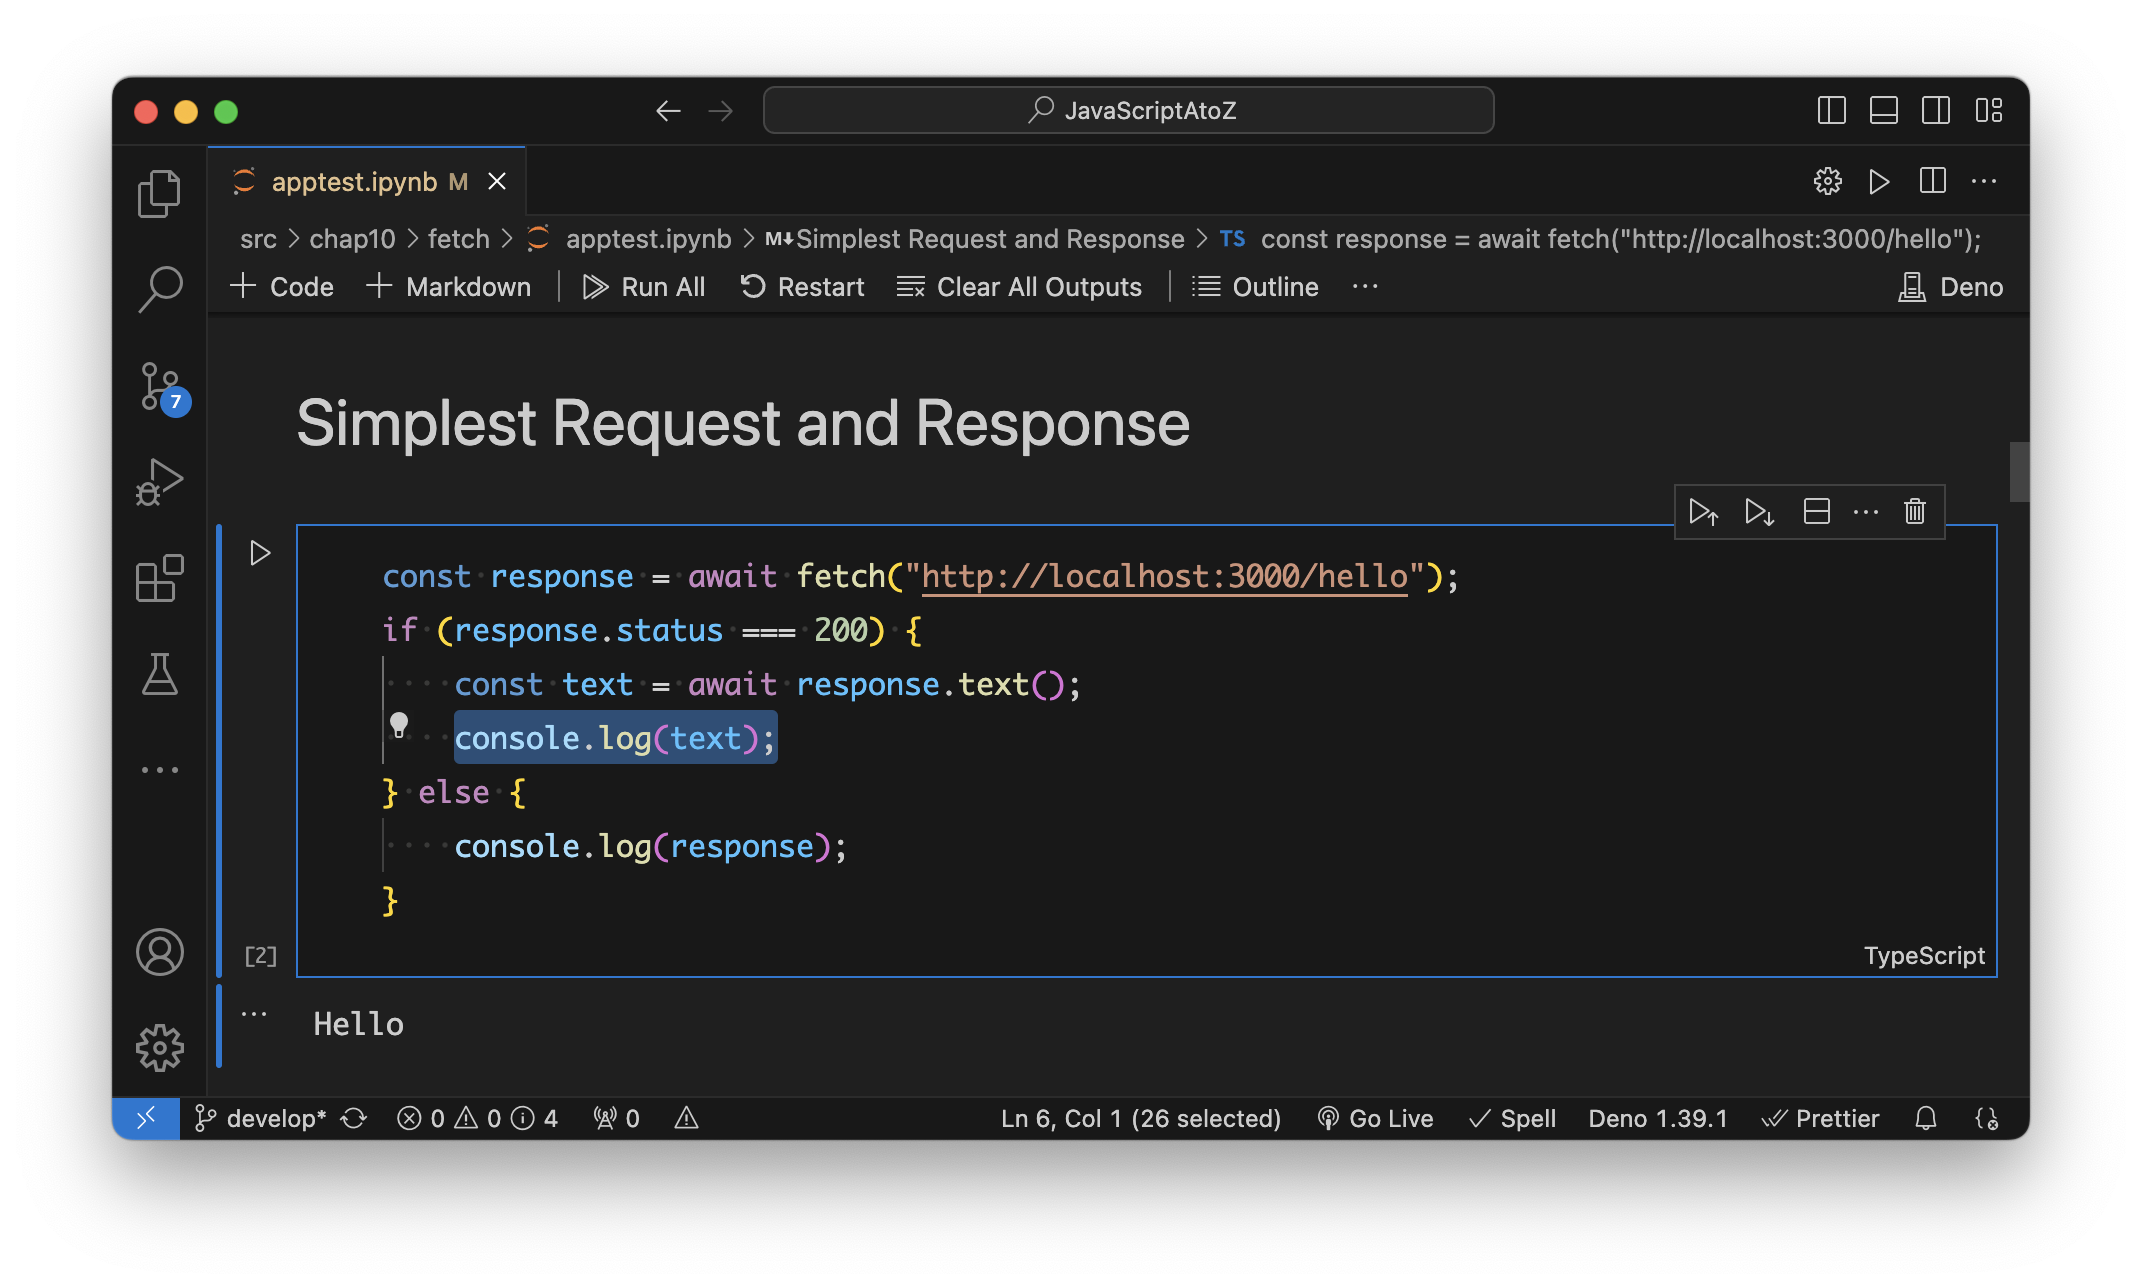 JavaScriptAtoZ
apptest.ipynb M
src > chap10 > fetch > apptest.ipynb > M↓Simplest Request and Response > TS const response = await fetch("http://localhost:3000/hello");
+ Code + Markdown | Run All Restart Clear All Outputs | Outline ···
Deno
7
Simplest Request and Response
const response = await fetch("http://localhost:3000/hello");
if (response.status === 200) {
    const text = await response.text();
    console.log(text);
} else {
    console.log(response);
}
[2]
TypeScript
Hello
develop* 0 0 4 0 Ln 6, Col 1 (26 selected) Go Live Spell Deno 1.39.1 Prettier